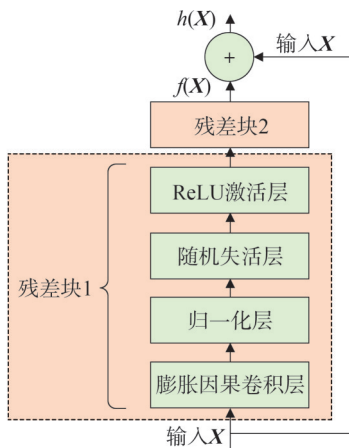 h(X)
+
输入X
f(X)
残差块2
ReLU激活层
随机失活层
残差块1
归一化层
膨胀因果卷积层
输入X